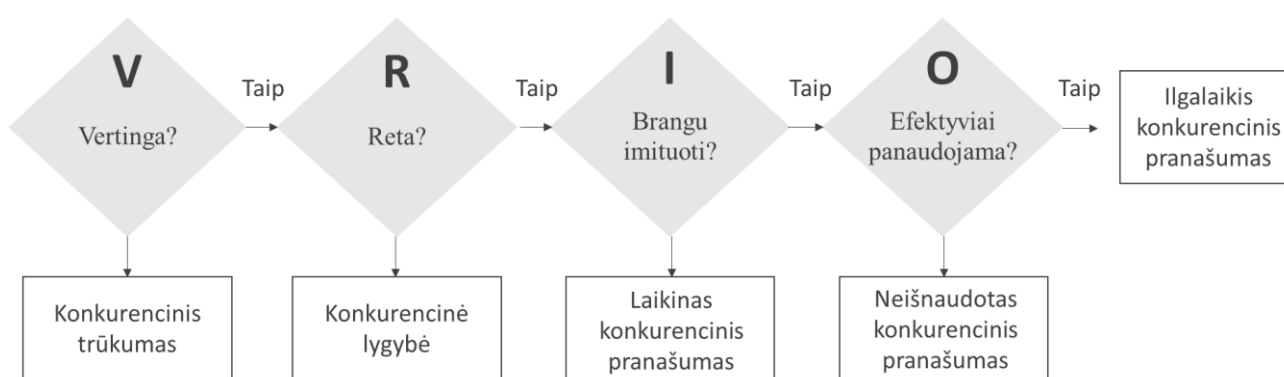 V
Vertinga?
Taip
R
Reta?
Taip
I
Brangu
imituoti?
Taip
O
Efektyviai
panaudojama?
Taip
Ilgalaikis
konkurencinis
pranašumas
Konkurencinis
trūkumas
Konkurencinė
lygybė
Laikinas
konkurencinis
pranašumas
Neišnaudotas
konkurencinis
pranašumas